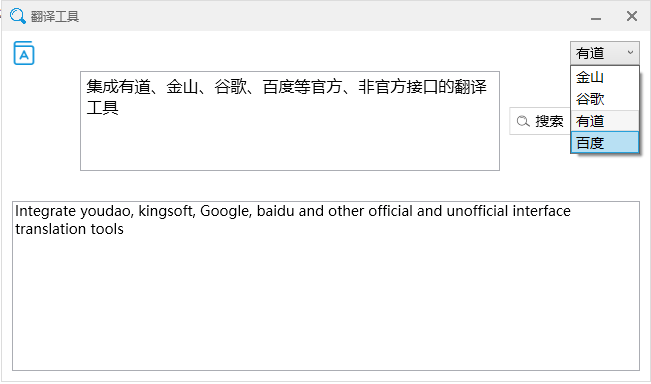 翻译工具
有道
集成有道、金山、谷歌、百度等官方、非官方接口的翻译
工具
搜索
金山
谷歌
有道
百度
Integrate youdao, kingsoft, Google, baidu and other official and unofficial interface
translation tools